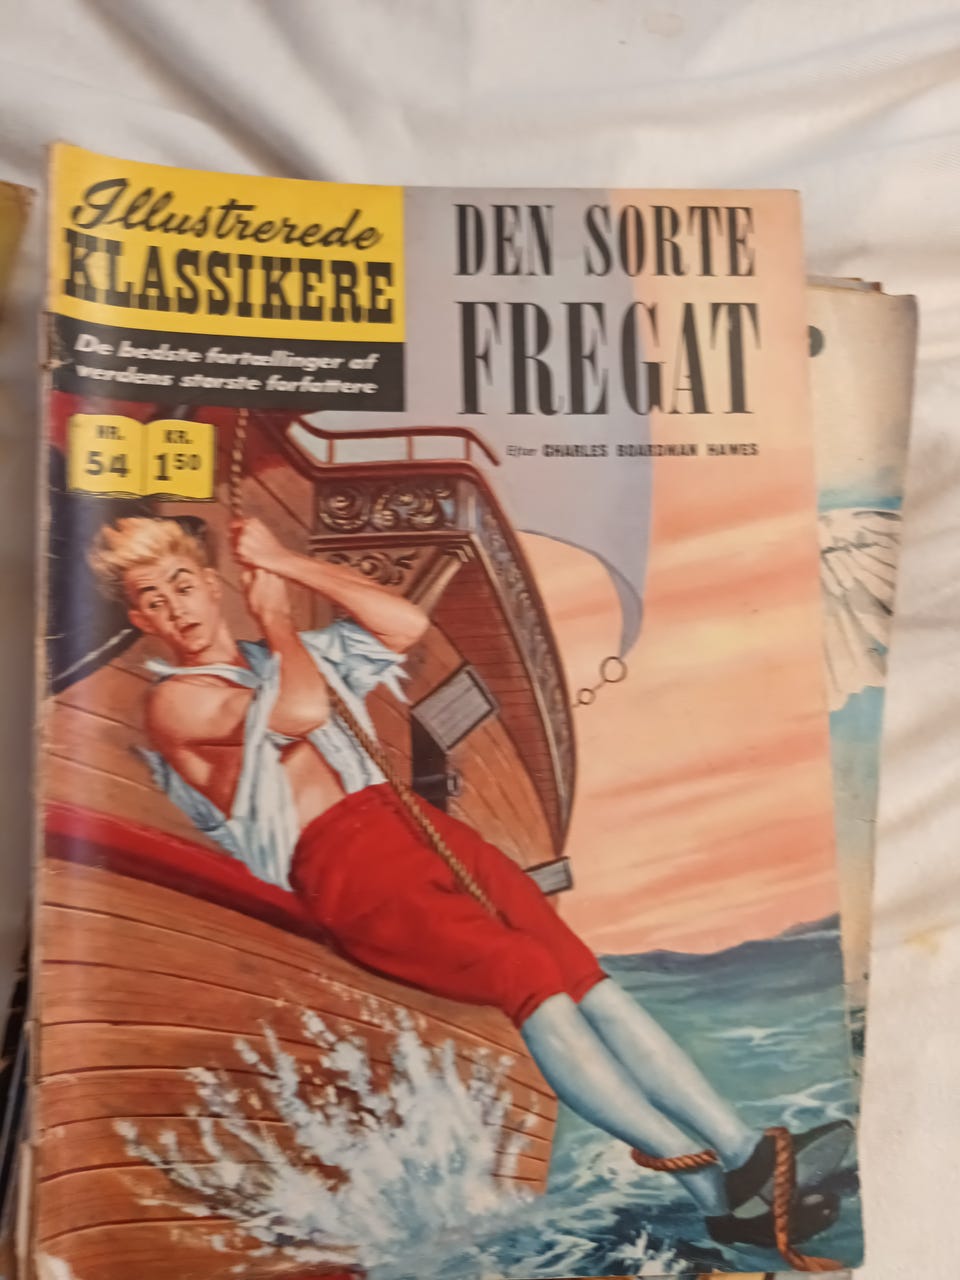 Illustrerede
KLASSIKERE
De bedste fortællinger af
verdens største forfattere
NR.
54
KR.
1 50
DEN SORTE
FREGAT
Efter CHARLES BOARDMAN HAWES